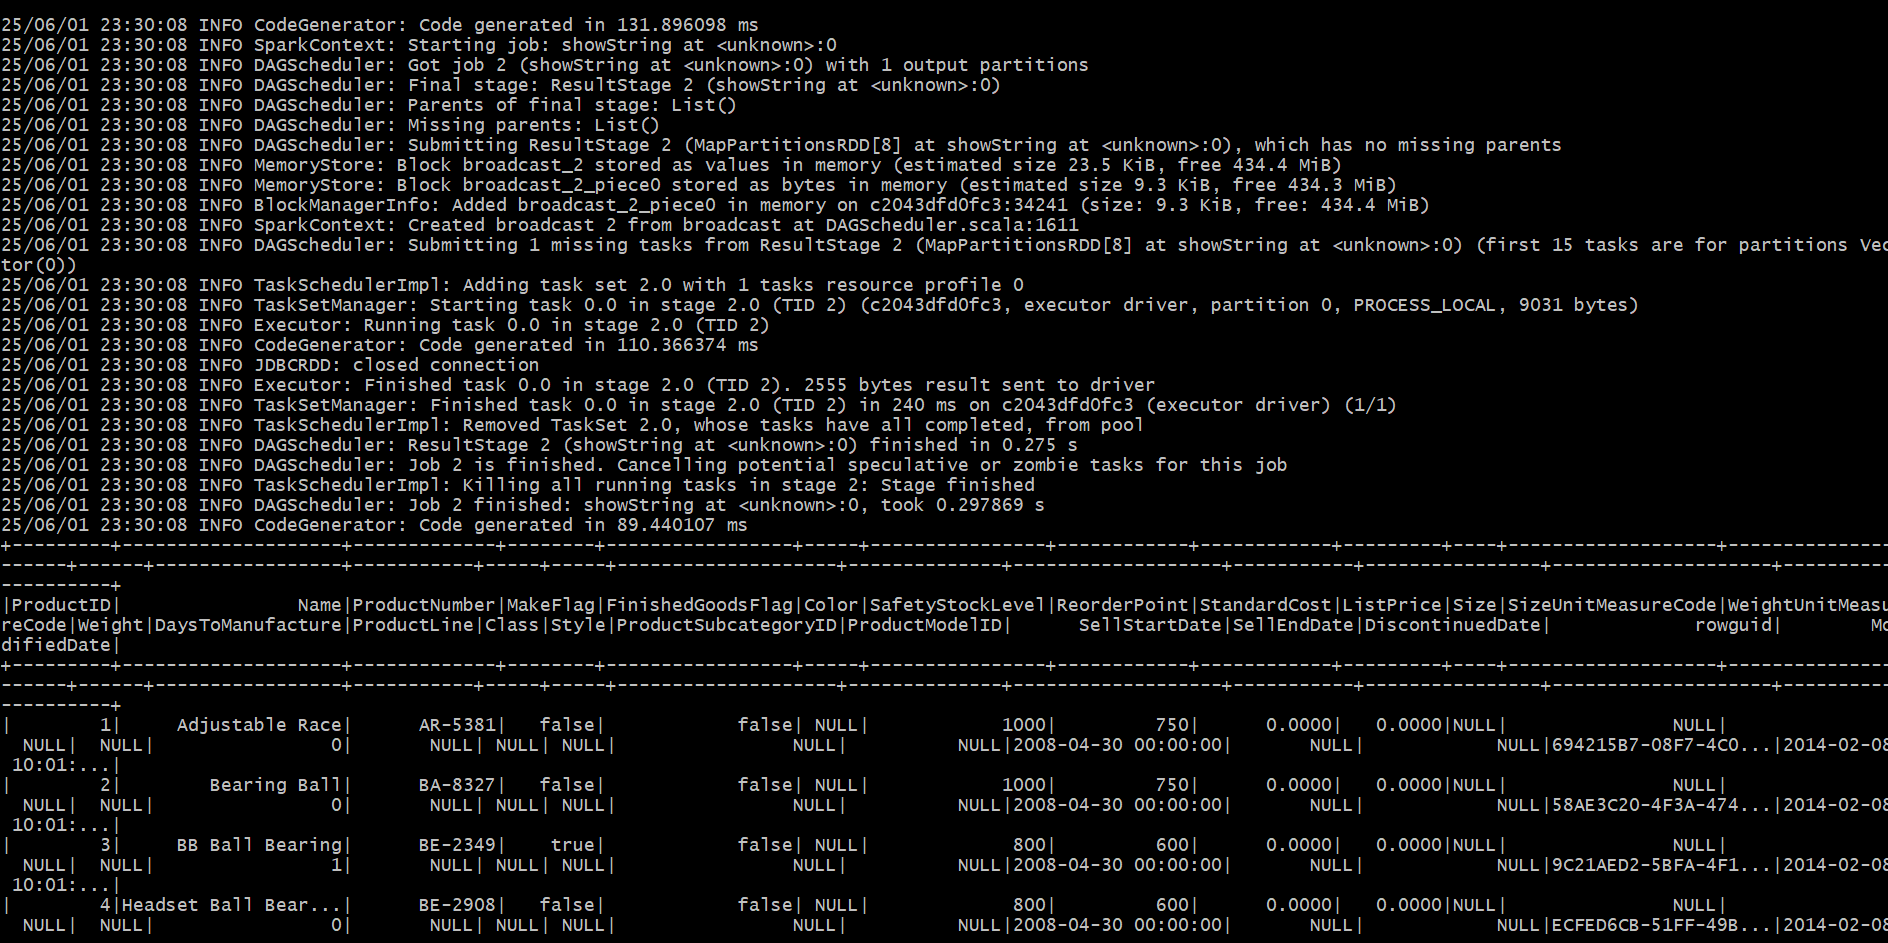 25/06/01 23:30:08 INFO CodeGenerator: Code generated in 131.896098 ms
25/06/01 23:30:08 INFO SparkContext: Starting job: showString at <unknown>:0
25/06/01 23:30:08 INFO DAGScheduler: Got job 2 (showString at <unknown>:0) with 1 output partitions
25/06/01 23:30:08 INFO DAGScheduler: Final stage: ResultStage 2 (showString at <unknown>:0)
25/06/01 23:30:08 INFO DAGScheduler: Parents of final stage: List()
25/06/01 23:30:08 INFO DAGScheduler: Missing parents: List()
25/06/01 23:30:08 INFO DAGScheduler: Submitting ResultStage 2 (MapPartitionsRDD[8] at showString at <unknown>:0), which has no missing parents
25/06/01 23:30:08 INFO MemoryStore: Block broadcast_2 stored as values in memory (estimated size 23.5 KiB, free 434.4 MiB)
25/06/01 23:30:08 INFO MemoryStore: Block broadcast_2_piece0 stored as bytes in memory (estimated size 9.3 KiB, free 434.3 MiB)
25/06/01 23:30:08 INFO BlockManagerInfo: Added broadcast_2_piece0 in memory on c2043dfd0fc3:34241 (size: 9.3 KiB, free: 434.4 MiB)
25/06/01 23:30:08 INFO SparkContext: Created broadcast 2 from broadcast at DAGScheduler.scala:1611
25/06/01 23:30:08 INFO DAGScheduler: Submitting 1 missing tasks from ResultStage 2 (MapPartitionsRDD[8] at showString at <unknown>:0) (first 15 tasks are for partitions Vec
tor(0))
25/06/01 23:30:08 INFO TaskSchedulerImpl: Adding task set 2.0 with 1 tasks resource profile 0
25/06/01 23:30:08 INFO TaskSetManager: Starting task 0.0 in stage 2.0 (TID 2) (c2043dfd0fc3, executor driver, partition 0, PROCESS_LOCAL, 9031 bytes)
25/06/01 23:30:08 INFO Executor: Running task 0.0 in stage 2.0 (TID 2)
25/06/01 23:30:08 INFO CodeGenerator: Code generated in 110.366374 ms
25/06/01 23:30:08 INFO JDBCRDD: closed connection
25/06/01 23:30:08 INFO Executor: Finished task 0.0 in stage 2.0 (TID 2). 2555 bytes result sent to driver
25/06/01 23:30:08 INFO TaskSetManager: Finished task 0.0 in stage 2.0 (TID 2) in 240 ms on c2043dfd0fc3 (executor driver) (1/1)
25/06/01 23:30:08 INFO TaskSchedulerImpl: Removed TaskSet 2.0, whose tasks have all completed, from pool
25/06/01 23:30:08 INFO DAGScheduler: ResultStage 2 (showString at <unknown>:0) finished in 0.275 s
25/06/01 23:30:08 INFO DAGScheduler: Job 2 is finished. Cancelling potential speculative or zombie tasks for this job
25/06/01 23:30:08 INFO TaskSchedulerImpl: Killing all running tasks in stage 2: Stage finished
25/06/01 23:30:08 INFO DAGScheduler: Job 2 finished: showString at <unknown>:0, took 0.297869 s
25/06/01 23:30:08 INFO CodeGenerator: Code generated in 89.440107 ms
+---------+--------------------+-------------+--------+-----------------+-----+----------------+------------+------------+---------+----+-------------------+---------------
------+------+-----------------+-----------+-----+-----+--------------------+--------------+-------------------+-----------+----------------+--------------------+----------
----------+
|ProductID|                Name|ProductNumber|MakeFlag|FinishedGoodsFlag|Color|SafetyStockLevel|ReorderPoint|StandardCost|ListPrice|Size|SizeUnitMeasureCode|WeightUnitMeasu
reCode|Weight|DaysToManufacture|ProductLine|Class|Style|ProductSubcategoryID|ProductModelID|      SellStartDate|SellEndDate|DiscontinuedDate|             rowguid|        Mo
difiedDate|
+---------+--------------------+-------------+--------+-----------------+-----+----------------+------------+------------+---------+----+-------------------+---------------
------+------+-----------------+-----------+-----+-----+--------------------+--------------+-------------------+-----------+----------------+--------------------+----------
----------+
|        1|     Adjustable Race|      AR-5381|   false|            false| NULL|            1000|         750|      0.0000|   0.0000|NULL|               NULL|
  NULL|  NULL|                0|       NULL| NULL| NULL|                NULL|          NULL|2008-04-30 00:00:00|       NULL|            NULL|694215B7-08F7-4C0...|2014-02-08
 10:01:...|
|        2|        Bearing Ball|      BA-8327|   false|            false| NULL|            1000|         750|      0.0000|   0.0000|NULL|               NULL|
  NULL|  NULL|                0|       NULL| NULL| NULL|                NULL|          NULL|2008-04-30 00:00:00|       NULL|            NULL|58AE3C20-4F3A-474...|2014-02-08
 10:01:...|
|        3|     BB Ball Bearing|      BE-2349|    true|            false| NULL|             800|         600|      0.0000|   0.0000|NULL|               NULL|
  NULL|  NULL|                1|       NULL| NULL| NULL|                NULL|          NULL|2008-04-30 00:00:00|       NULL|            NULL|9C21AED2-5BFA-4F1...|2014-02-08
 10:01:...|
|        4|Headset Ball Bear...|      BE-2908|   false|            false| NULL|             800|         600|      0.0000|   0.0000|NULL|               NULL|
  NULL|  NULL|                0|       NULL| NULL| NULL|                NULL|          NULL|2008-04-30 00:00:00|       NULL|            NULL|ECFED6CB-51FF-49B...|2014-02-08